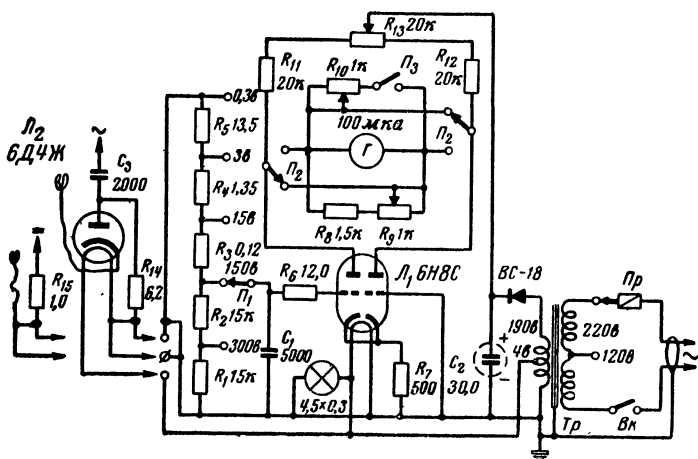 R₁₃ 20к
R₁₁
20к
R₁₀ 1к
П₃
R₁₂
20к
0,3в
100 мка
Г
П₂
П₂
Л₂
6Д4Ж
~
C₃
2000
R₅ 13,5
3в
R₄ 1,35
15в
R₈ 1,5к
R₉ 1к
=
R₁₅
1,0
R₁₄
6,2
R₃ 0,12
150в
П₁
R₆ 12,0
Л₁ 6Н8С
ВС-18
Пр
R₂ 15к
300в
R₁ 15к
C₁
5000
4,5×0,3
R₇
500
C₂
30,0
+
−
190в
4в
220в
120в
~
Тр
Вк